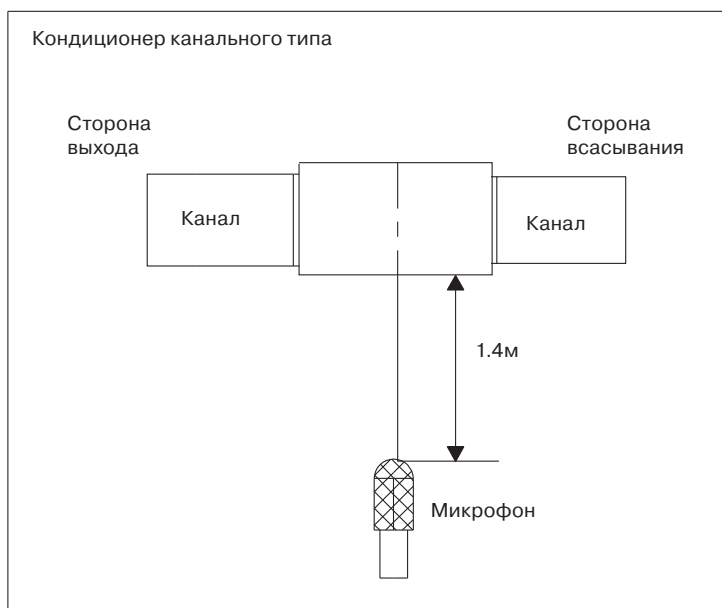 Кондиционер канального типа
Сторона
выхода
Сторона
всасывания
Канал
Канал
1.4м
Микрофон